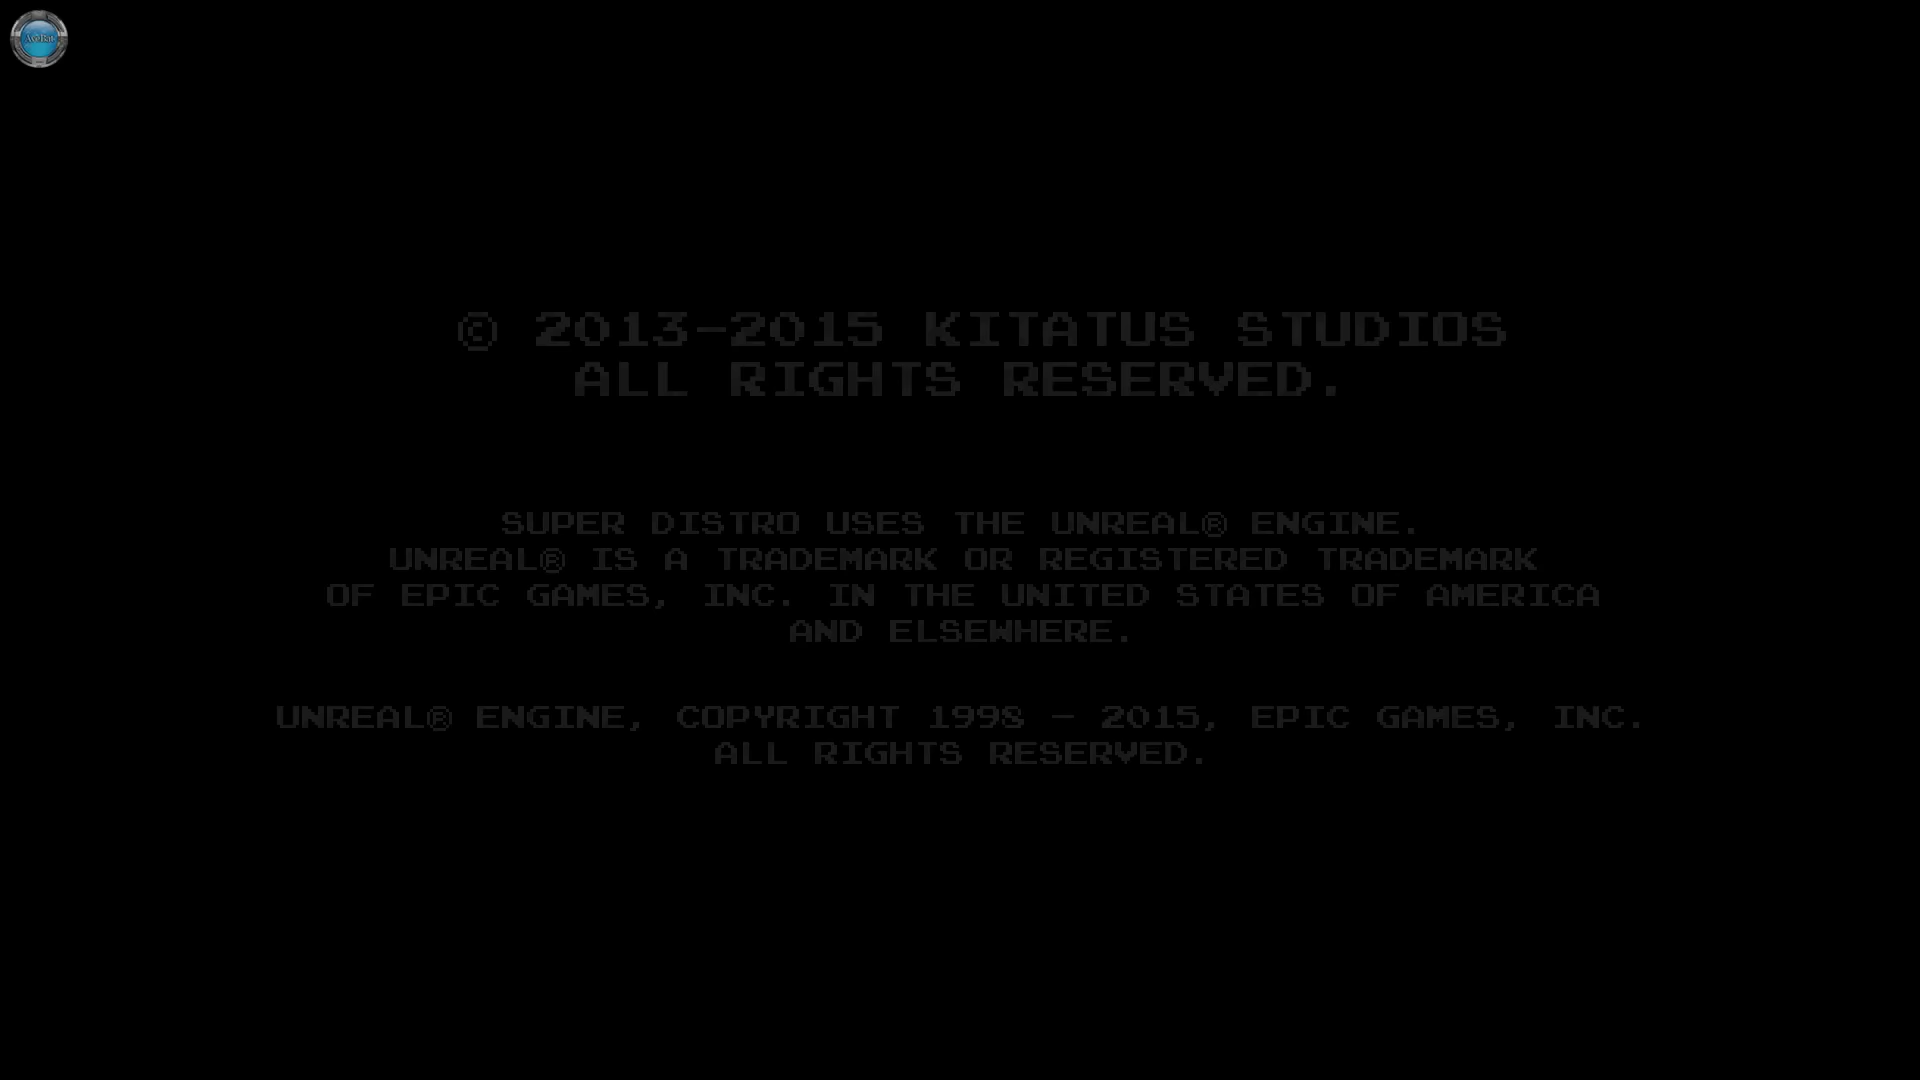 © 2013-2015 KITATUS STUDIOS
ALL RIGHTS RESERVED.
SUPER DISTRO USES THE UNREAL® ENGINE.
UNREAL® IS A TRADEMARK OR REGISTERED TRADEMARK
OF EPIC GAMES, INC. IN THE UNITED STATES OF AMERICA
AND ELSEWHERE.
UNREAL® ENGINE, COPYRIGHT 1998 - 2015, EPIC GAMES, INC.
ALL RIGHTS RESERVED.